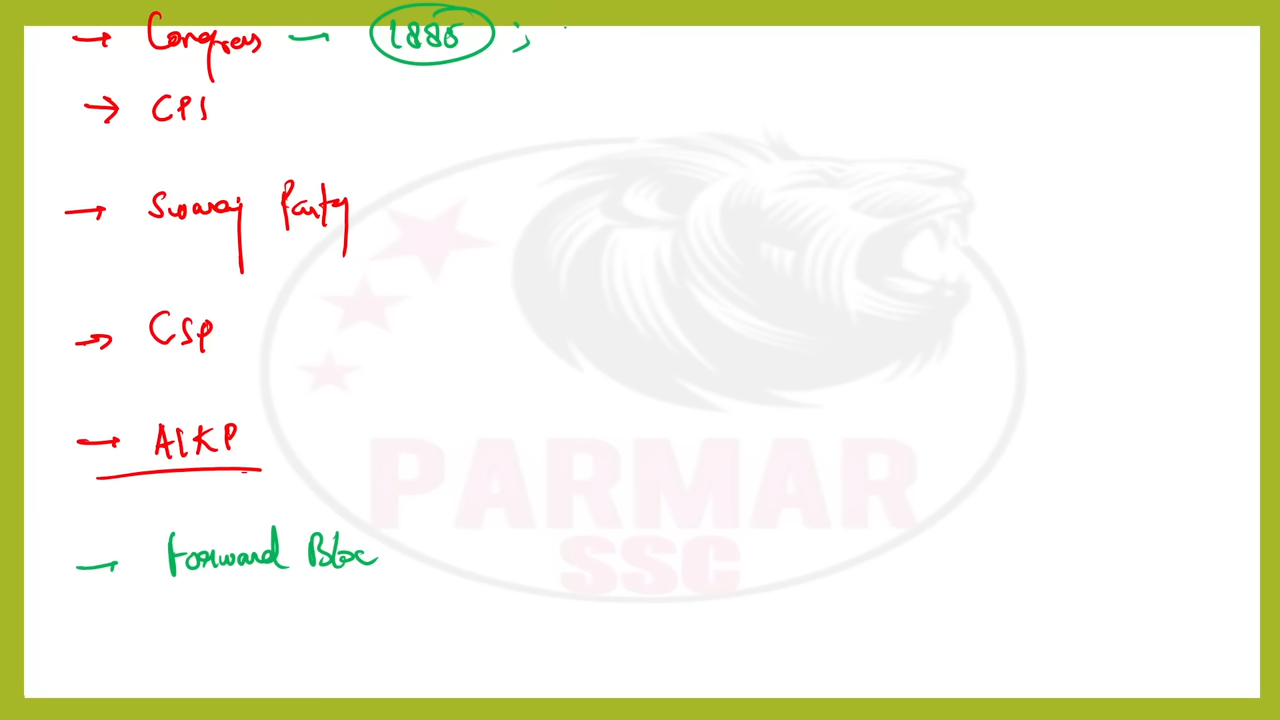 → Congress — 1885 ;
→ CPI
→ Swaraj Party
→ CSP
→ AIKP
→ Forward Bloc
PARMAR
SSC